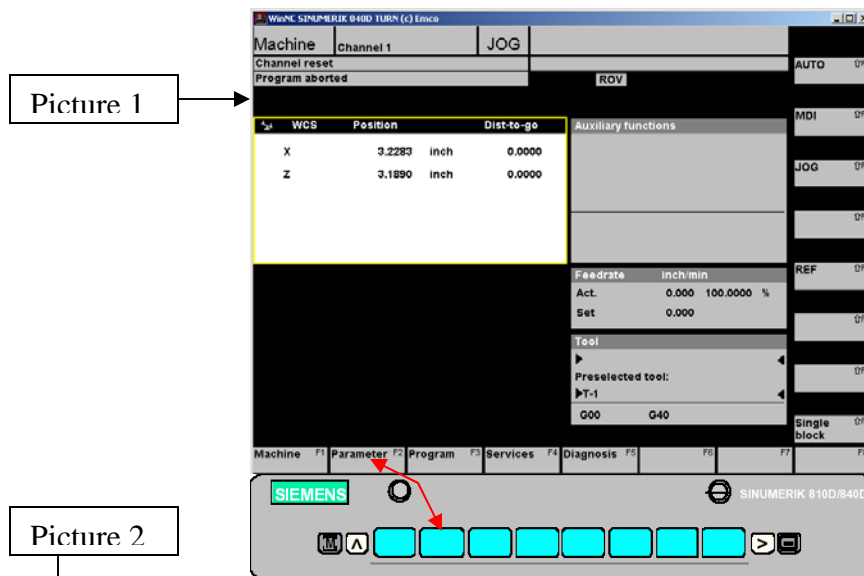 WinNC SINUMERIK 840D TURN (c) Emco
Machine Channel 1 JOG
Channel reset
Program aborted ROV
AUTO
Picture 1
MDI
WCS Position Dist-to-go Auxiliary functions
X 3.2283 inch 0.0000
JOG
Z 3.1890 inch 0.0000
REF
Feedrate inch/min
Act. 0.000 100.0000 %
Set 0.000
Tool
Preselected tool:
T-1
G00 G40
Single
block
Machine F1 Parameter F2 Program F3 Services F4 Diagnosis F5 F6 F7
SIEMENS SINUMERIK 810D/840D
Picture 2